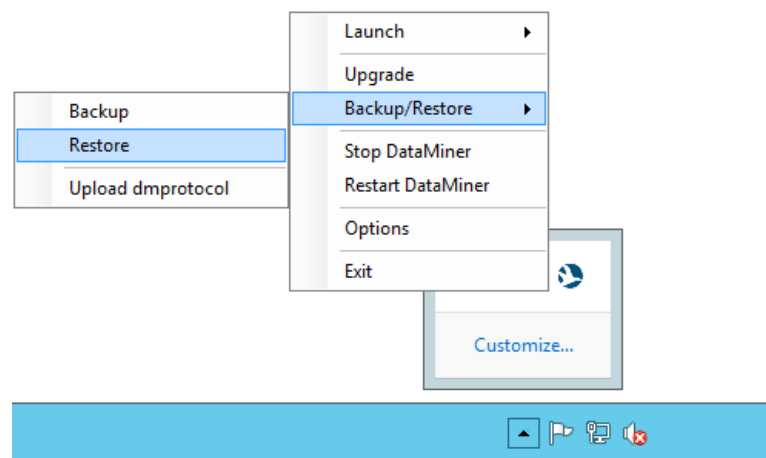 Launch
Upgrade
Backup/Restore
Stop DataMiner
Restart DataMiner
Options
Exit
Backup
Restore
Upload dmprotocol
Customize...